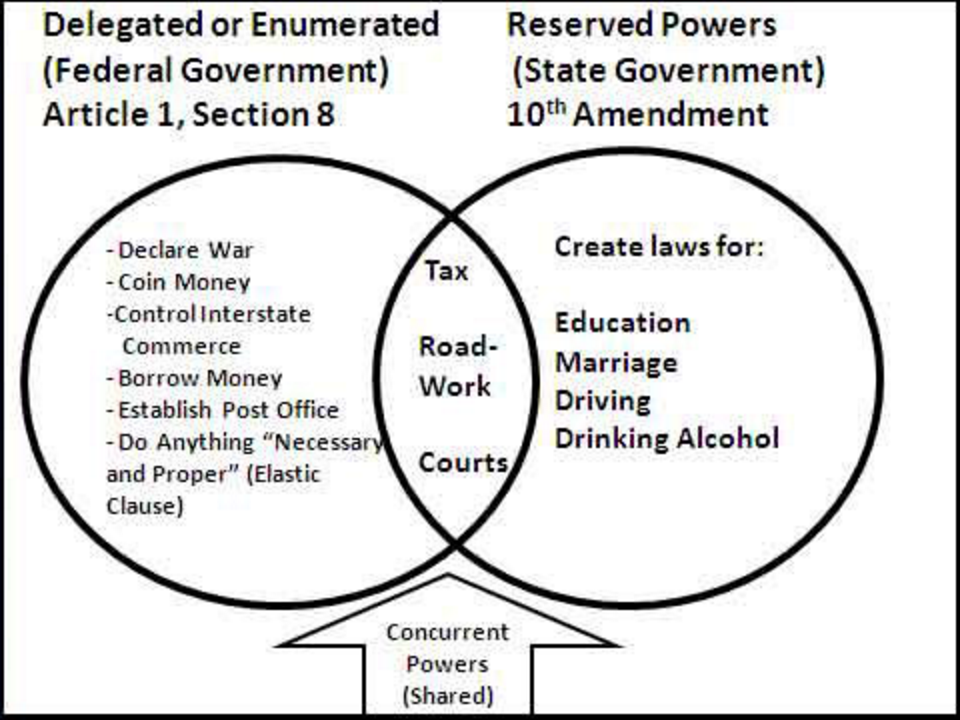 Delegated or Enumerated
(Federal Government)
Article 1, Section 8
Reserved Powers
(State Government)
10th Amendment
- Declare War
- Coin Money
-Control Interstate
Commerce
- Borrow Money
- Establish Post Office
- Do Anything “Necessary
and Proper” (Elastic
Clause)
Tax
Road-
Work
Courts
Create laws for:
Education
Marriage
Driving
Drinking Alcohol
Concurrent
Powers
(Shared)